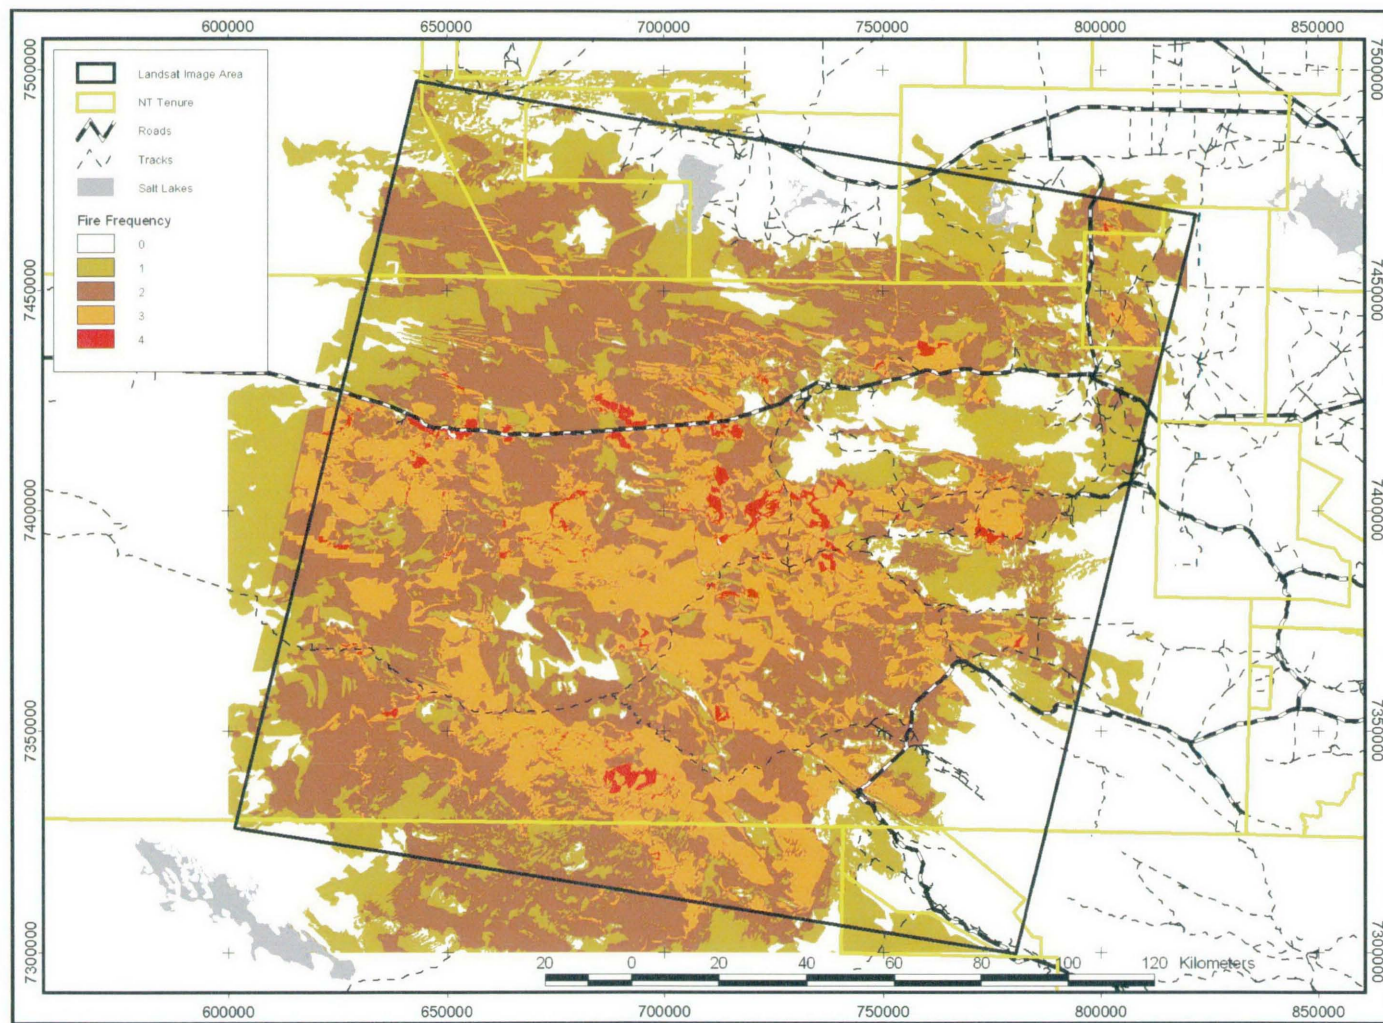 600000 650000 700000 750000 800000 850000
7500000 7500000
Landsat Image Area
NT Tenure
Roads
Tracks
Salt Lakes
Fire Frequency
0
1
2
3
4
7450000 7450000
7400000 7400000
7350000 7350000
7300000 7300000
20 0 20 40 60 80 100 120 Kilometers
600000 650000 700000 750000 800000 850000